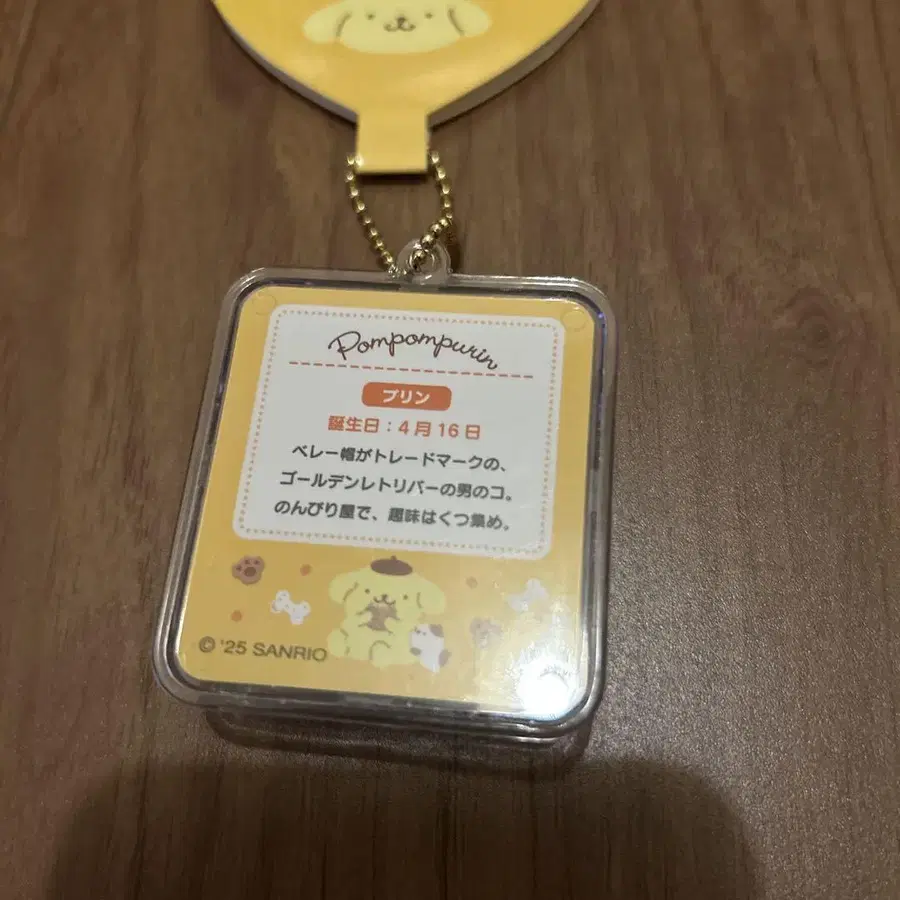 Pompompurin
プリン
誕生日：4月16日
ベレー帽がトレードマークの、
ゴールデンレトリバーの男のコ。
のんびり屋で、趣味はくつ集め。
© '25 SANRIO